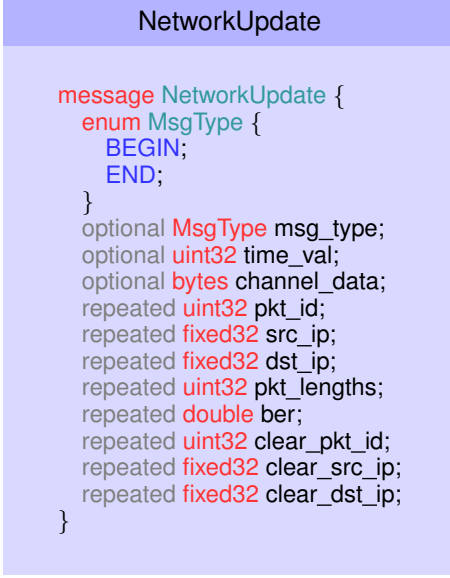 NetworkUpdate
message NetworkUpdate {
enum MsgType {
BEGIN;
END;
}
optional MsgType msg_type;
optional uint32 time_val;
optional bytes channel_data;
repeated uint32 pkt_id;
repeated fixed32 src_ip;
repeated fixed32 dst_ip;
repeated uint32 pkt_lengths;
repeated double ber;
repeated uint32 clear_pkt_id;
repeated fixed32 clear_src_ip;
repeated fixed32 clear_dst_ip;
}